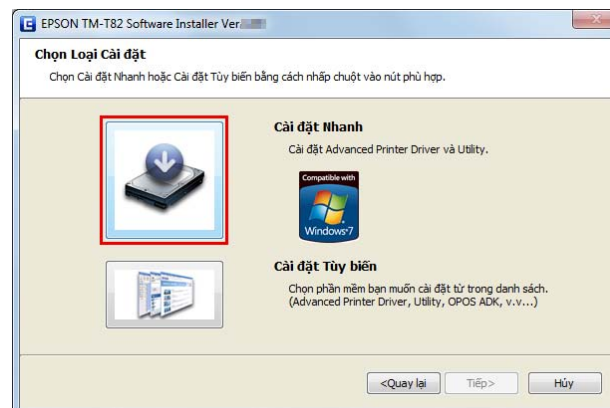 EPSON TM-T82 Software Installer Ver.
Chọn Loại Cài đặt
Chọn Cài đặt Nhanh hoặc Cài đặt Tùy biến bằng cách nhấp chuột vào nút phù hợp.
Cài đặt Nhanh
Cài đặt Advanced Printer Driver và Utility.
Compatible with
Windows 7
Cài đặt Tùy biến
Chọn phần mềm bạn muốn cài đặt từ trong danh sách.
(Advanced Printer Driver, Utility, OPOS ADK, v.v...)
<Quay lại
Tiếp>
Hủy